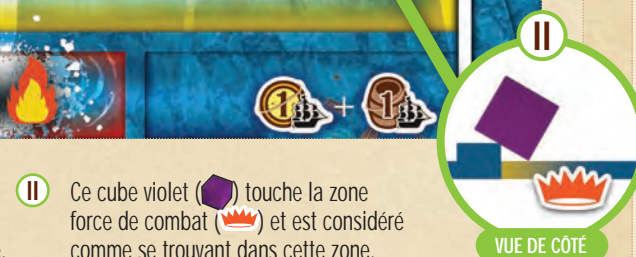 II
1 + 1
II Ce cube violet ( ) touche la zone
force de combat ( ) et est considéré
comme se trouvant dans cette zone.
VUE DE CÔTÉ